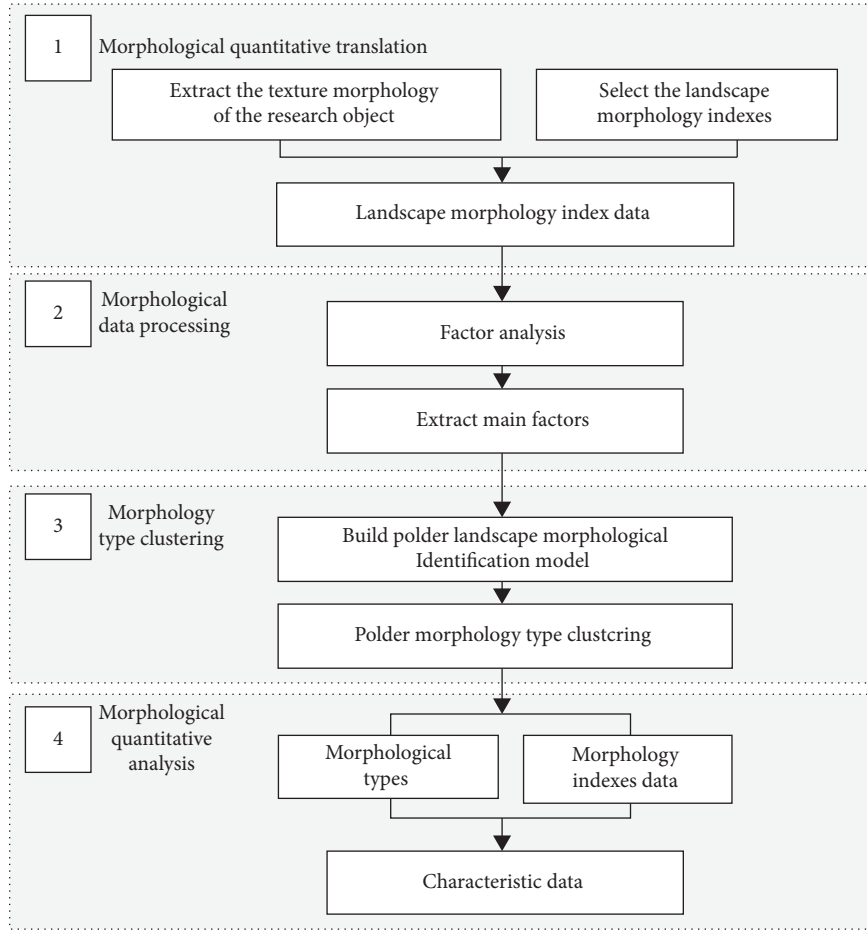 1
Morphological quantitative translation
Extract the texture morphology
of the research object
Select the landscape
morphology indexes
Landscape morphology index data
2
Morphological
data processing
Factor analysis
Extract main factors
3
Morphology
type clustering
Build polder landscape morphological
Identification model
Polder morphology type clustcring
4
Morphological
quantitative
analysis
Morphological
types
Morphology
indexes data
Characteristic data